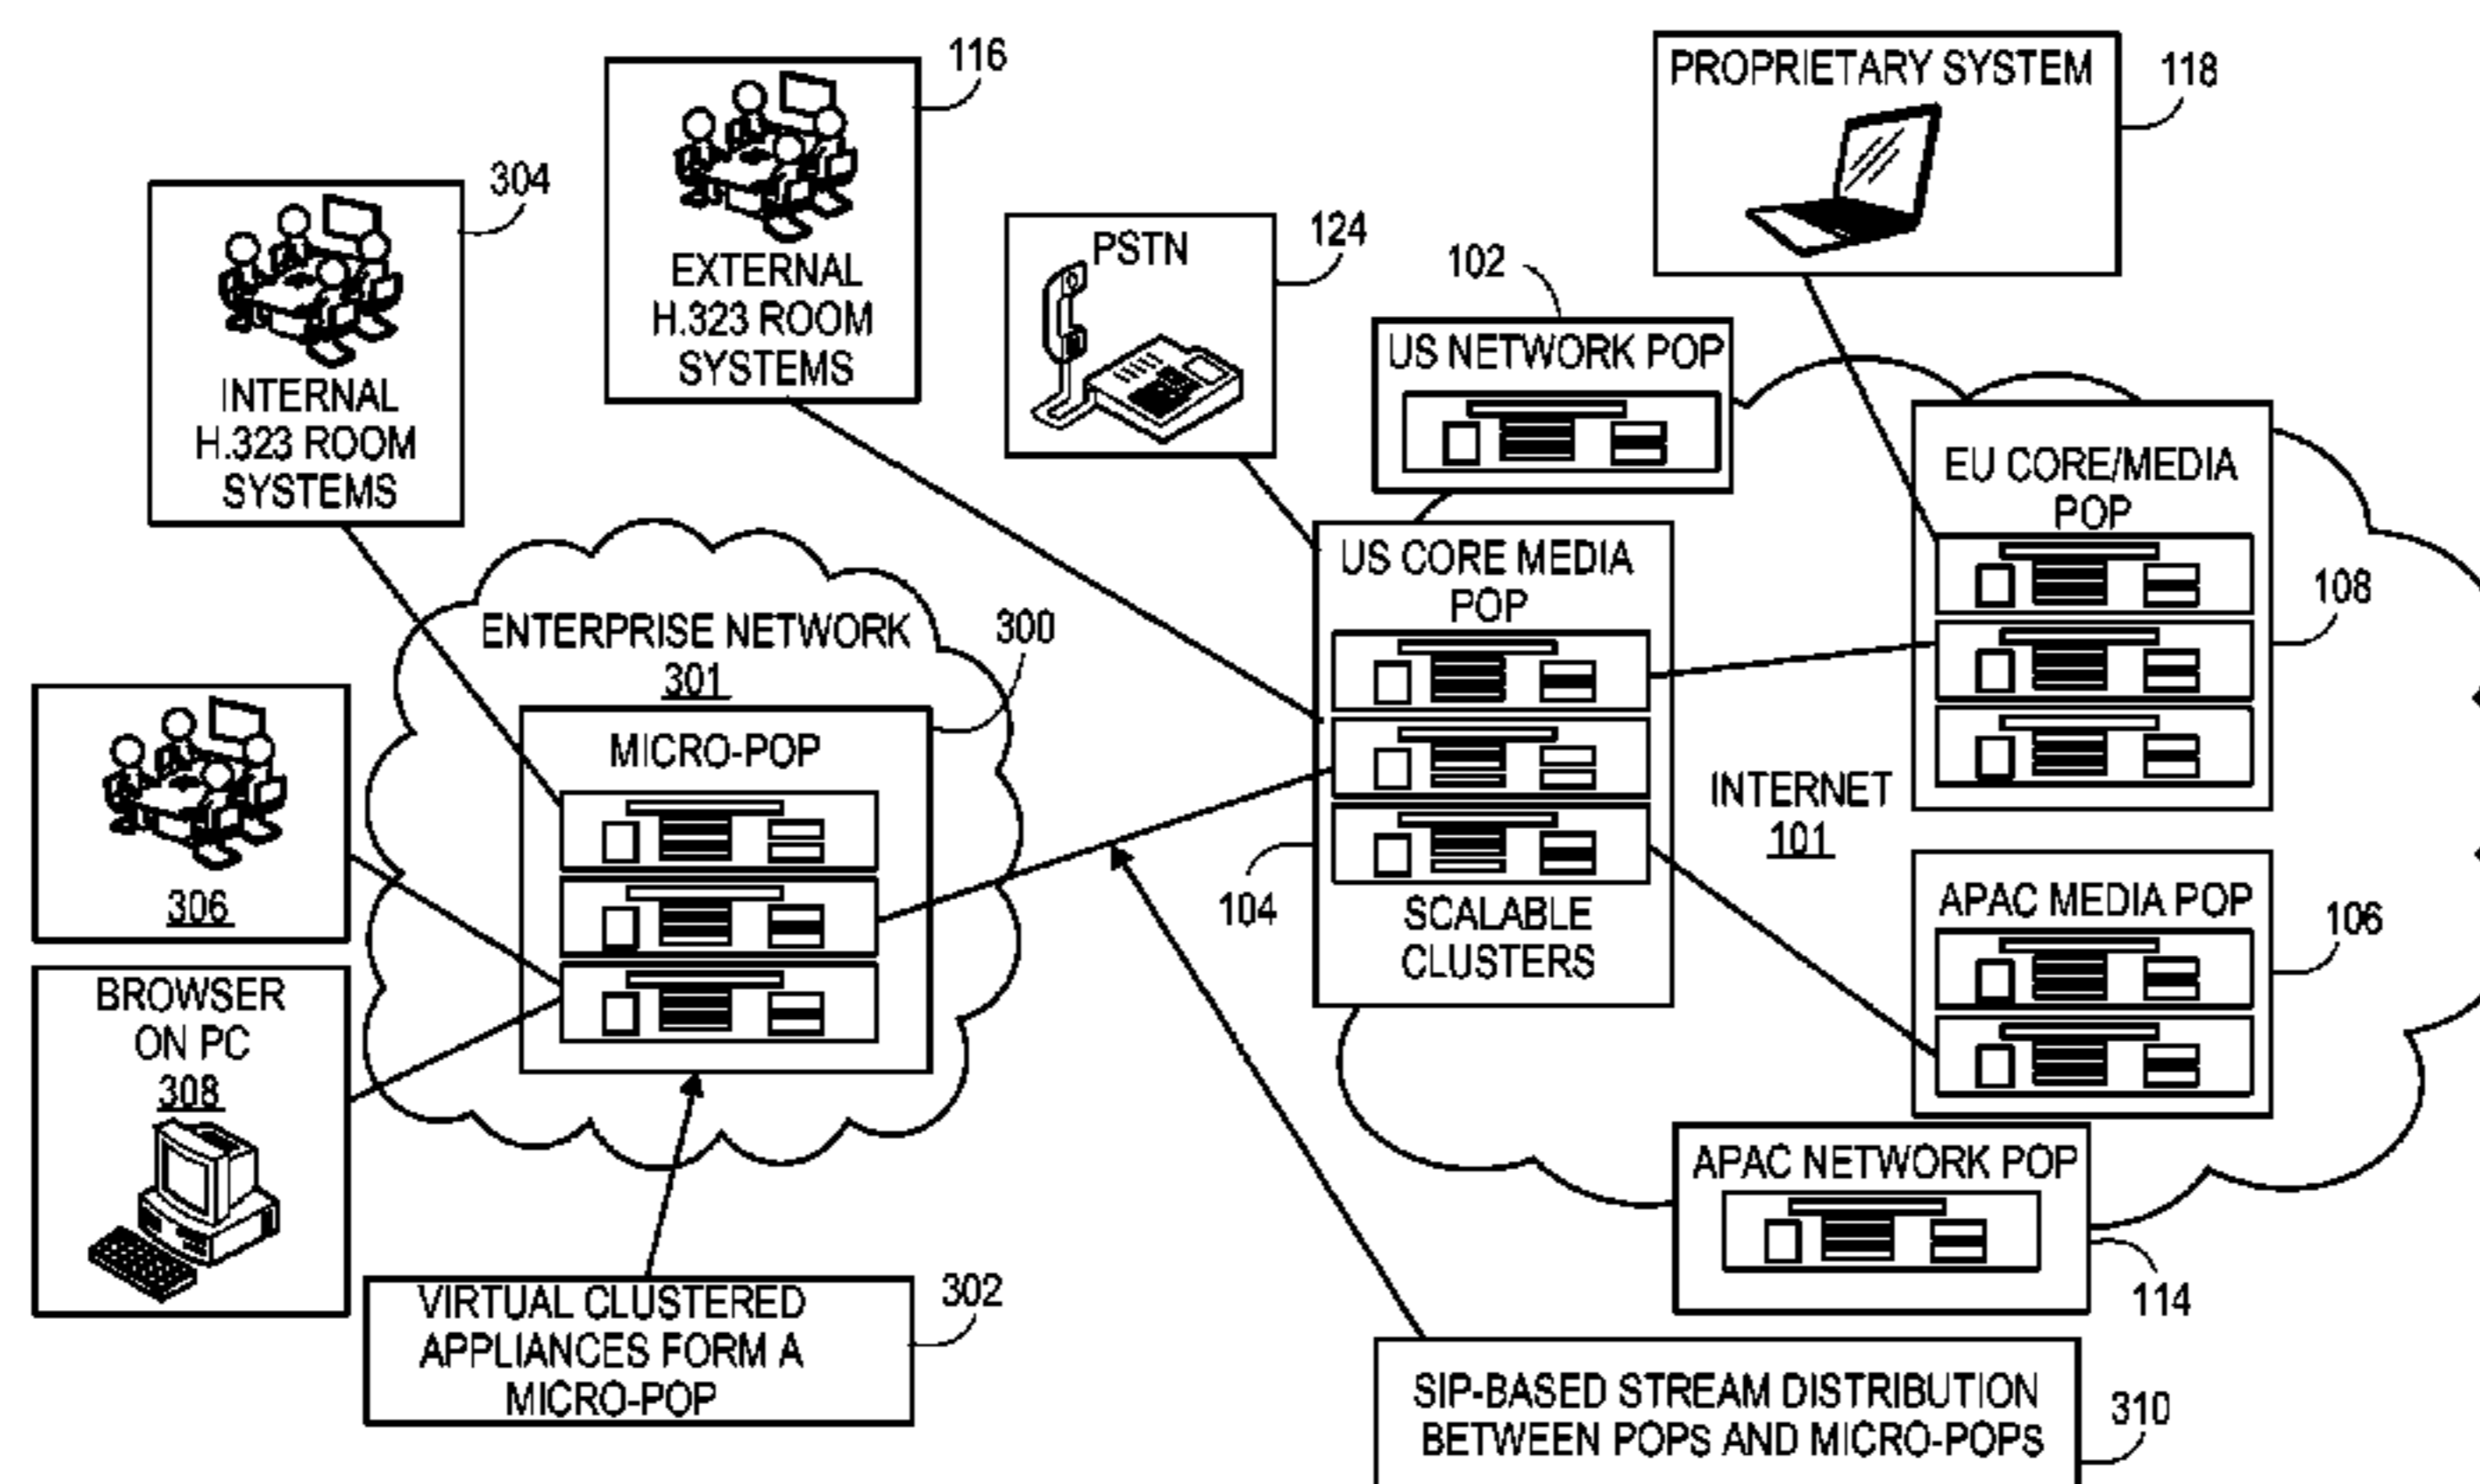 116
EXTERNAL
H.323 ROOM
SYSTEMS
PROPRIETARY SYSTEM
118
304
INTERNAL
H.323 ROOM
SYSTEMS
PSTN
124
102
US NETWORK POP
EU CORE/MEDIA
POP
108
US CORE MEDIA
POP
SCALABLE
CLUSTERS
104
INTERNET
101
ENTERPRISE NETWORK
301
300
MICRO-POP
306
BROWSER
ON PC
308
APAC MEDIA POP
106
APAC NETWORK POP
114
VIRTUAL CLUSTERED
APPLIANCES FORM A
MICRO-POP
302
SIP-BASED STREAM DISTRIBUTION
BETWEEN POPS AND MICRO-POPS
310